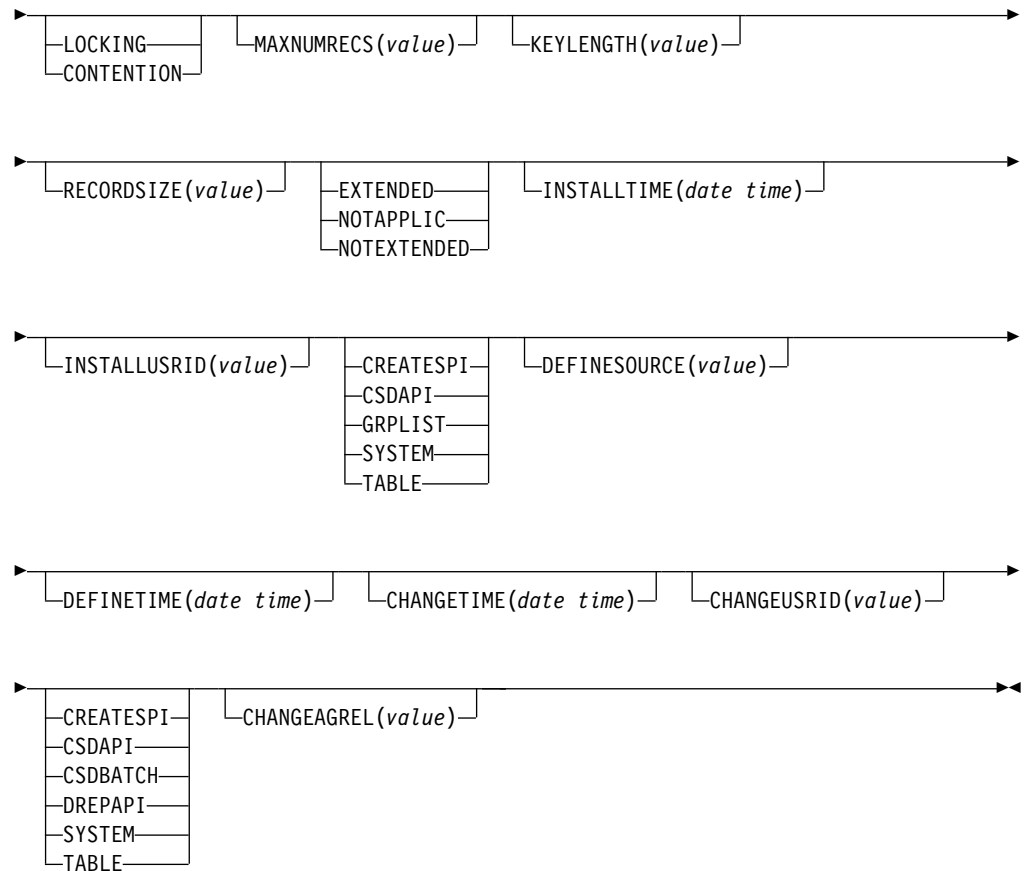 LOCKING MAXNUMRECS(value) KEYLENGTH(value)
CONTENTION
RECORDSIZE(value) EXTENDED INSTALLTIME(date time)
NOTAPPLIC
NOTEXTENDED
INSTALLUSRID(value) CREATESPI DEFINESOURCE(value)
CSDAPI
GRPLIST
SYSTEM
TABLE
DEFINETIME(date time) CHANGETIME(date time) CHANGEUSRID(value)
CREATESPI CHANGEAGREL(value)
CSDAPI
CSDBATCH
DREPAPI
SYSTEM
TABLE